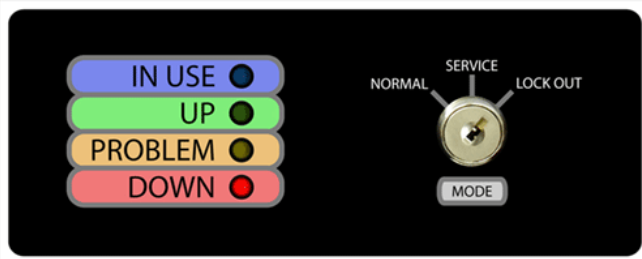 IN USE
UP
PROBLEM
DOWN
SERVICE
NORMAL
LOCK OUT
MODE